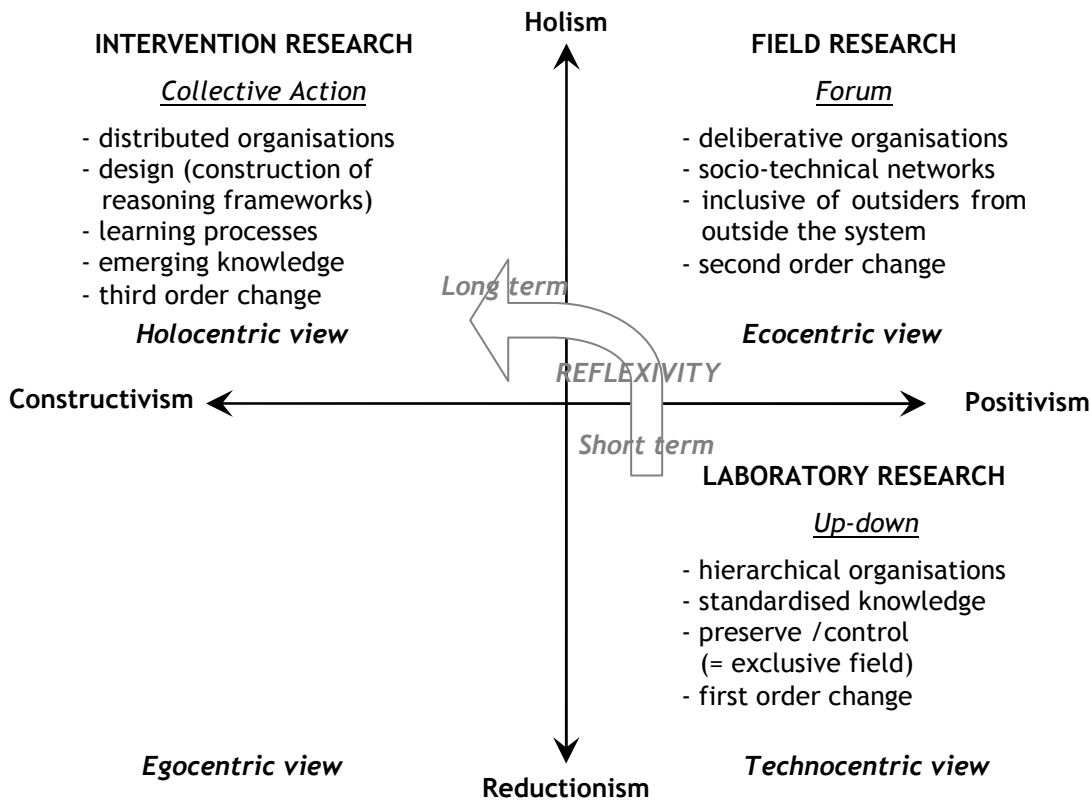 Holism
INTERVENTION RESEARCH
Collective Action
- distributed organisations
- design (construction of
reasoning frameworks)
- learning processes
- emerging knowledge
- third order change
Holocentric view
FIELD RESEARCH
Forum
- deliberative organisations
- socio-technical networks
- inclusive of outsiders from
outside the system
- second order change
Ecocentric view
Long term
REFLEXIVITY
Short term
Constructivism
Positivism
LABORATORY RESEARCH
Up-down
- hierarchical organisations
- standardised knowledge
- preserve /control
(= exclusive field)
- first order change
Egocentric view
Technocentric view
Reductionism